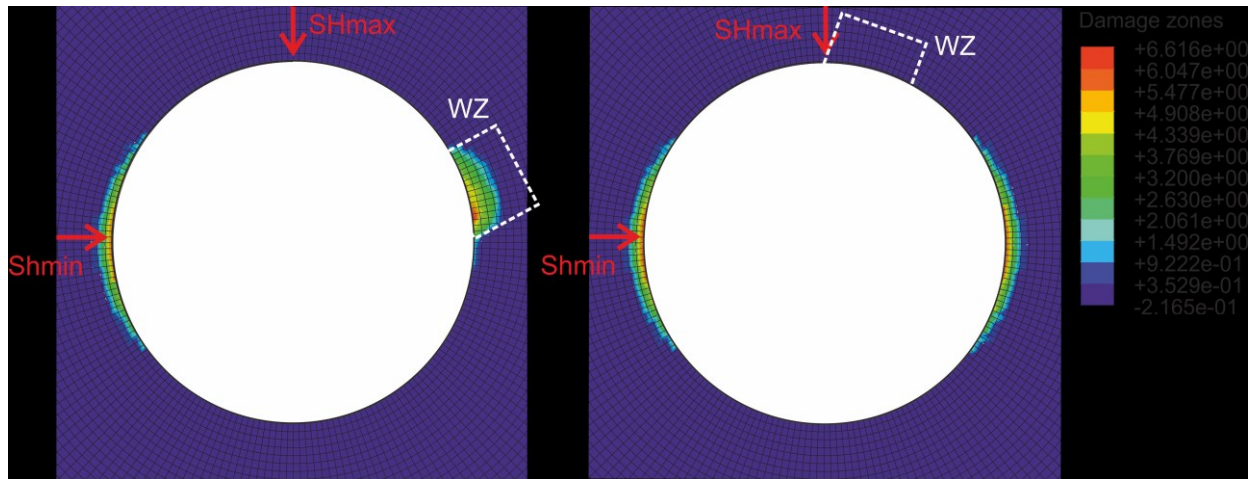 SHmax
WZ
Shmin
SHmax
WZ
Shmin
Damage zones
+6.616e+00
+6.047e+00
+5.477e+00
+4.908e+00
+4.339e+00
+3.769e+00
+3.200e+00
+2.630e+00
+2.061e+00
+1.492e+00
+9.222e-01
+3.529e-01
-2.165e-01